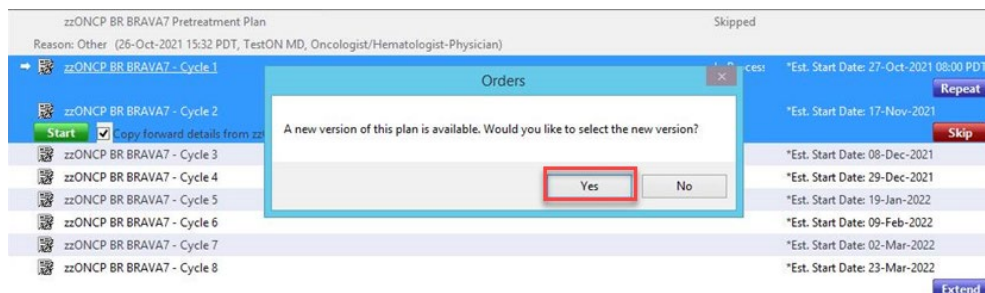 zzONCP BR BRAVA7 Pretreatment Plan Skipped
Reason: Other (26-Oct-2021 15:32 PDT, TestON MD, Oncologist/Hematologist-Physician)
zzONCP BR BRAVA7 - Cycle 1 *Est. Start Date: 27-Oct-2021 08:00 PDT
Orders
Repeat
zzONCP BR BRAVA7 - Cycle 2 *Est. Start Date: 17-Nov-2021
A new version of this plan is available. Would you like to select the new version?
Start Copy forward details from Skip
zzONCP BR BRAVA7 - Cycle 3 *Est. Start Date: 08-Dec-2021
zzONCP BR BRAVA7 - Cycle 4 *Est. Start Date: 29-Dec-2021
Yes No
zzONCP BR BRAVA7 - Cycle 5 *Est. Start Date: 19-Jan-2022
zzONCP BR BRAVA7 - Cycle 6 *Est. Start Date: 09-Feb-2022
zzONCP BR BRAVA7 - Cycle 7 *Est. Start Date: 02-Mar-2022
zzONCP BR BRAVA7 - Cycle 8 *Est. Start Date: 23-Mar-2022
Extend